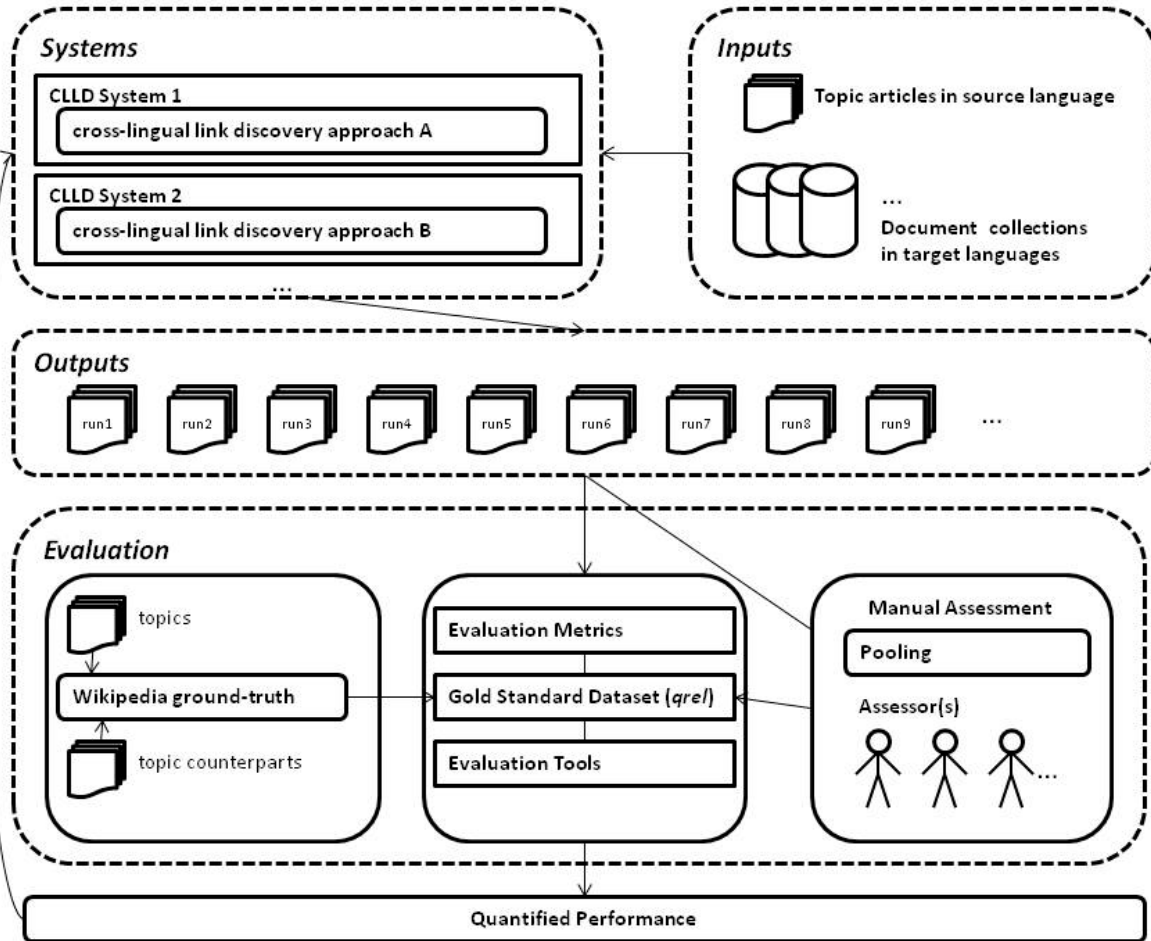 Systems
CLLD System 1
cross-lingual link discovery approach A
CLLD System 2
cross-lingual link discovery approach B
...
Inputs
Topic articles in source language
...
Document collections
in target languages
Outputs
run1
run2
run3
run4
run5
run6
run7
run8
run9
...
Evaluation
topics
Wikipedia ground-truth
topic counterparts
Evaluation Metrics
Gold Standard Dataset (qrel)
Evaluation Tools
Manual Assessment
Pooling
Assessor(s)
...
Quantified Performance